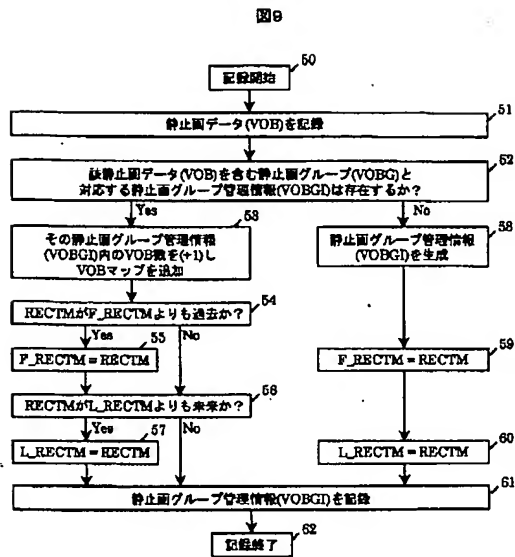 図9
50
記録開始
51
静止画データ(VOB)を記録
52
該静止画データ(VOB)を含む静止画グループ(VOBG)と
対応する静止画グループ管理情報(VOBGI)は存在するか?
Yes
No
53
その静止画グループ管理情報
(VOBGI)内のVOB数を(+1)し
VOBマップを追加
58
静止画グループ管理情報
(VOBGI)を生成
54
RECTMがF_RECTMよりも過去か?
Yes
55
No
F_RECTM=RECTM
59
F_RECTM=RECTM
56
RECTMがL_RECTMよりも未来か?
Yes
57
No
L_RECTM=RECTM
60
L_RECTM=RECTM
61
静止画グループ管理情報(VOBGI)を記録
62
記録終了